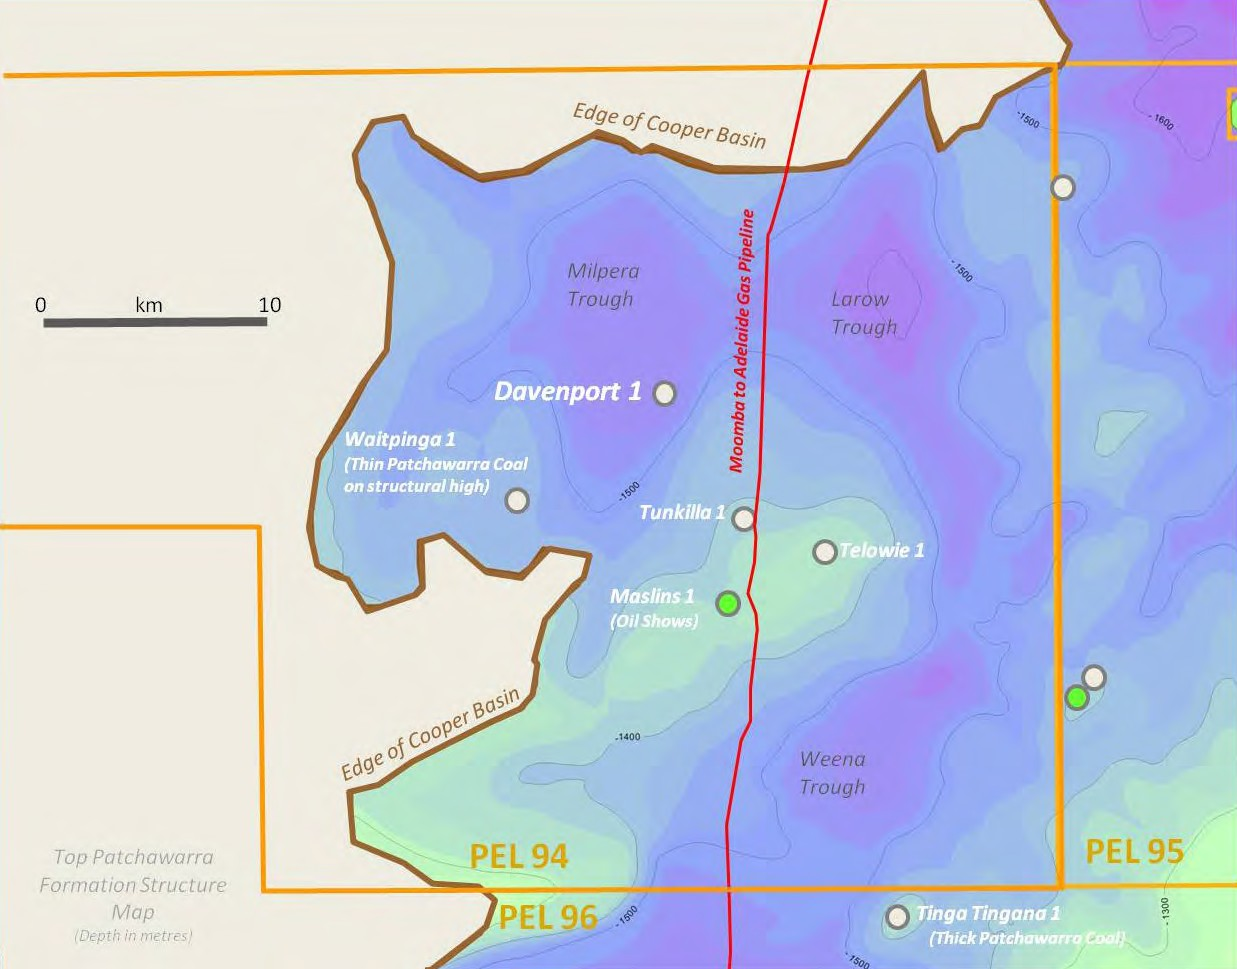 Edge of Cooper Basin
-1500
- 1600
Milpera
Trough
Larow
Trough
- 1500
0 km 10
Moomba to Adelaide Gas Pipeline
Davenport 1
Waitpinga 1
(Thin Patchawarra Coal
on structural high)
-1500
Tunkilla 1
Telowie 1
Maslins 1
(Oil Shows)
Edge of Cooper Basin
-1400
Weena
Trough
PEL 94
PEL 95
PEL 96
-1500
- 1300
Tinga Tingana 1
(Thick Patchawarra Coal)
- 1500
Top Patchawarra
Formation Structure
Map
(Depth in metres)